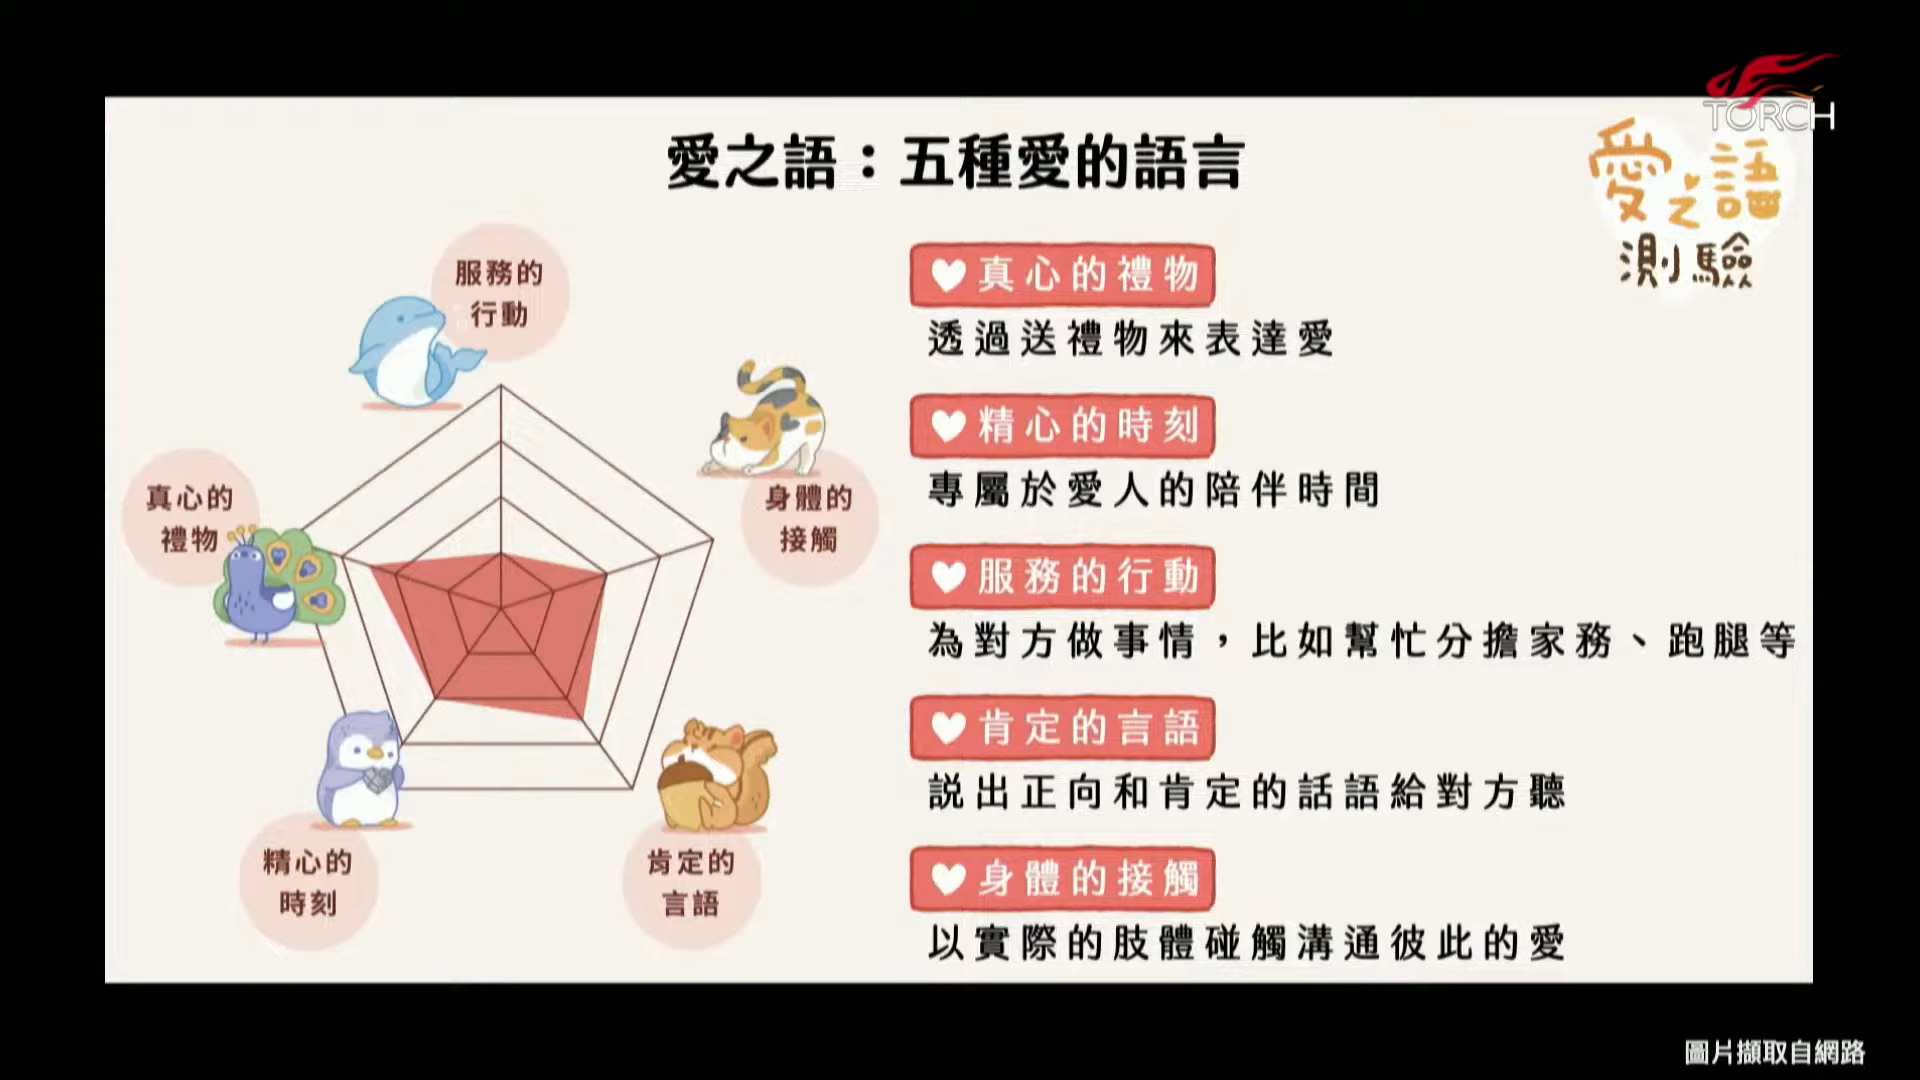 TORCH
愛之語：五種愛的語言
愛之語
測驗
服務的
行動
身體的
接觸
真心的
禮物
精心的
時刻
肯定的
言語
真心的禮物
透過送禮物來表達愛
精心的時刻
專屬於愛人的陪伴時間
服務的行動
為對方做事情，比如幫忙分擔家務、跑腿等
肯定的言語
説出正向和肯定的話語給對方聽
身體的接觸
以實際的肢體碰觸溝通彼此的愛
圖片擷取自網路